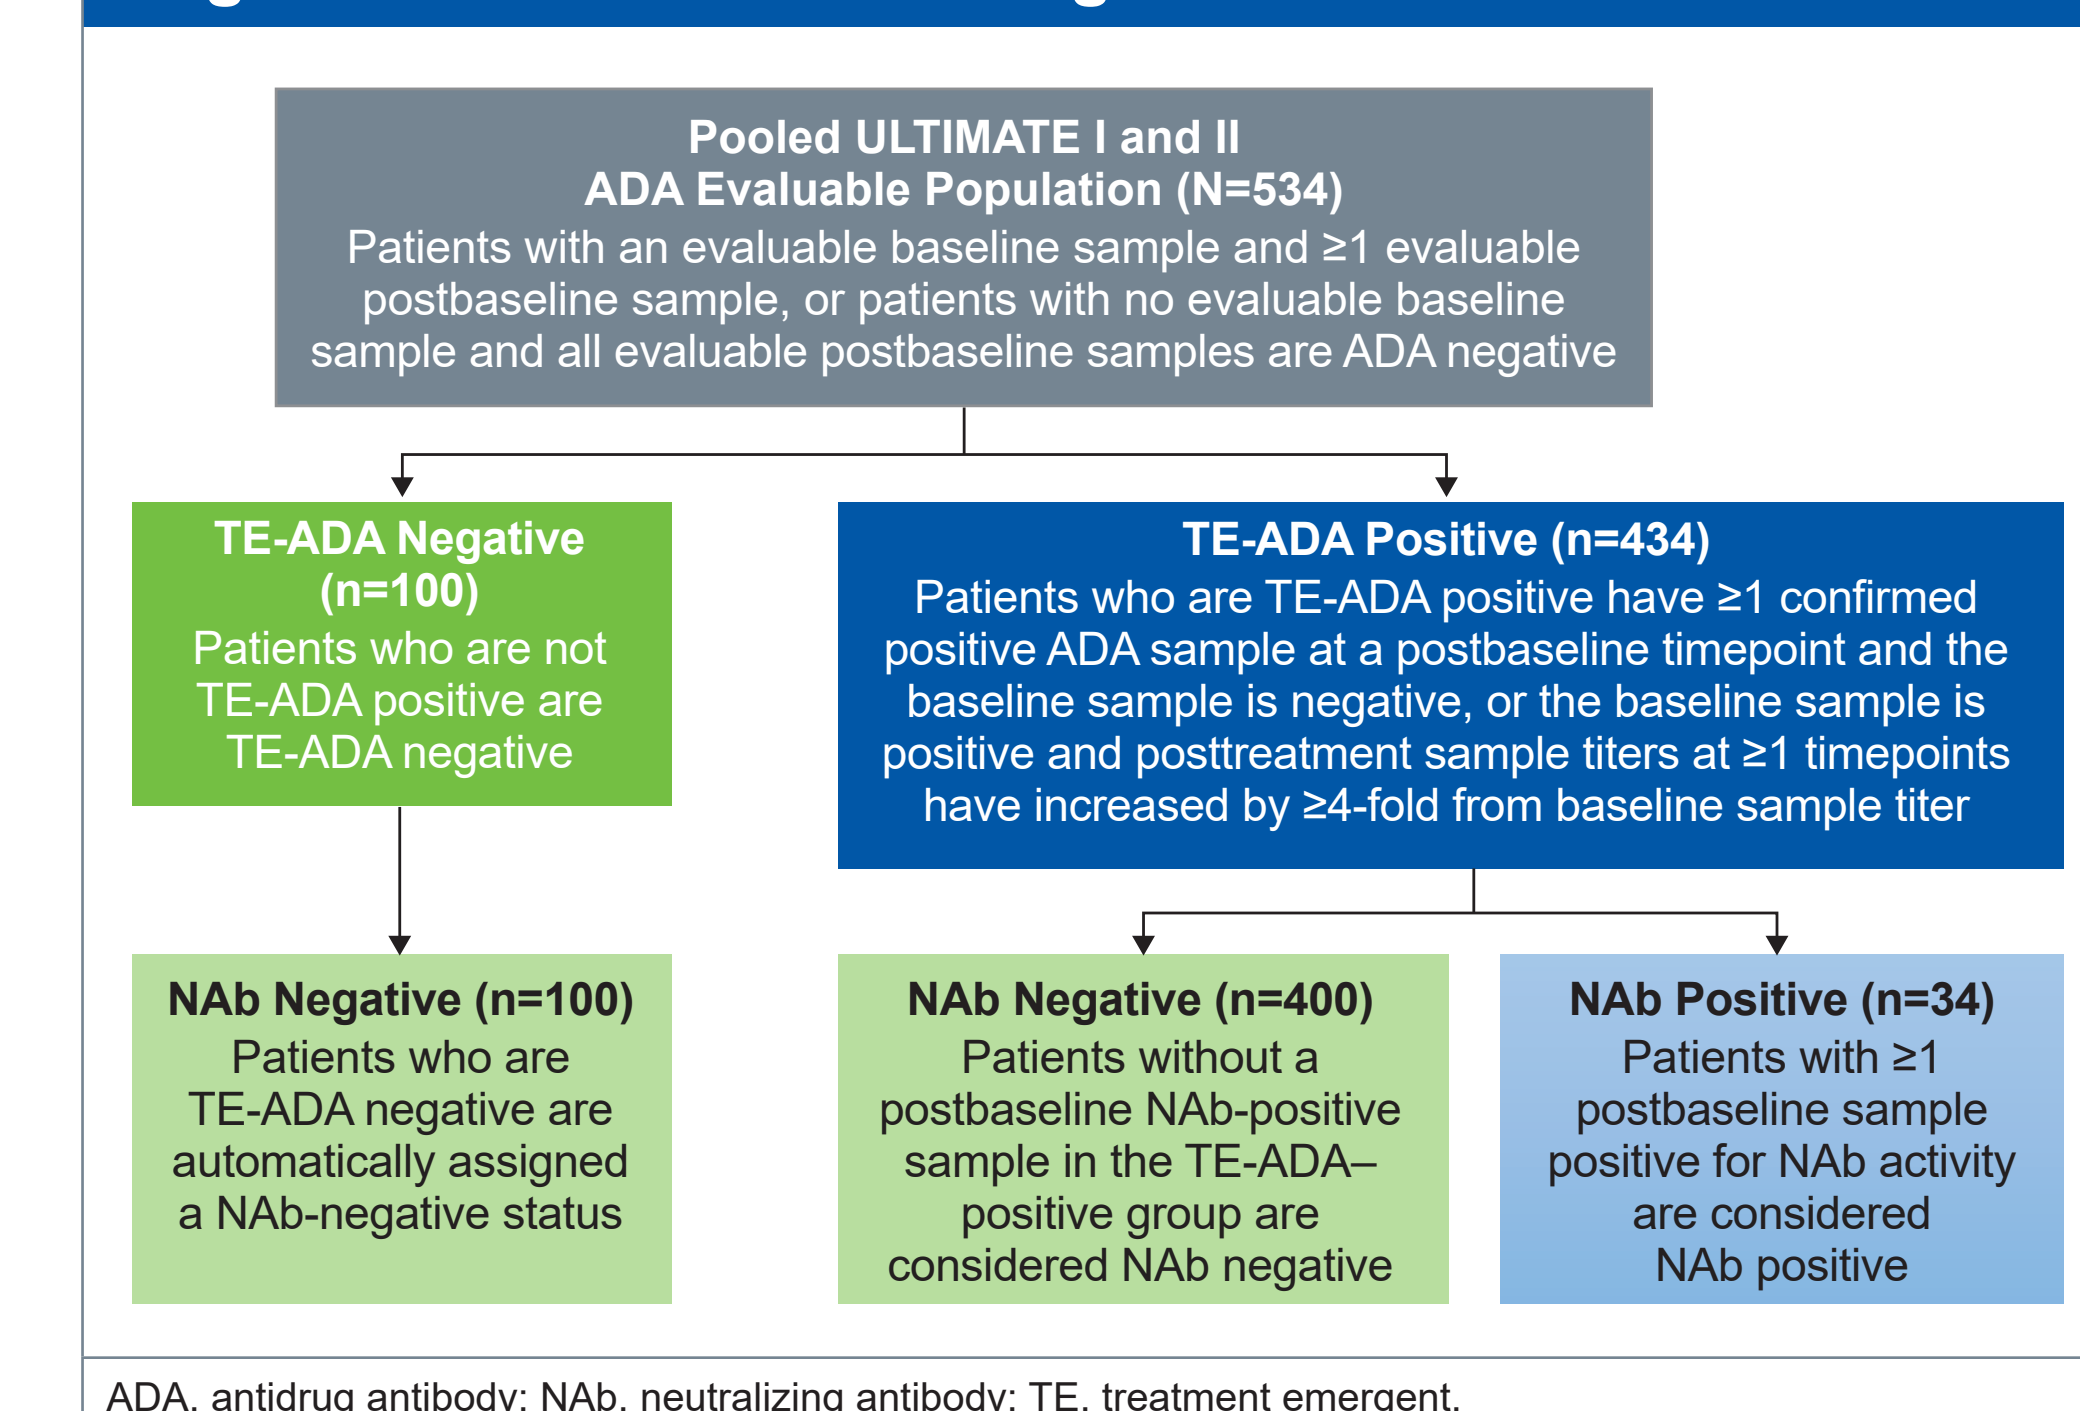 Pooled ULTIMATE I and II
ADA Evaluable Population (N=534)
Patients with an evaluable baseline sample and ≥1 evaluable
postbaseline sample, or patients with no evaluable baseline
sample and all evaluable postbaseline samples are ADA negative
TE-ADA Negative
(n=100)
Patients who are not
TE-ADA positive are
TE-ADA negative
TE-ADA Positive (n=434)
Patients who are TE-ADA positive have ≥1 confirmed
positive ADA sample at a postbaseline timepoint and the
baseline sample is negative, or the baseline sample is
positive and posttreatment sample titers at ≥1 timepoints
have increased by ≥4-fold from baseline sample titer
NAb Negative (n=100)
Patients who are
TE-ADA negative are
automatically assigned
a NAb-negative status
NAb Negative (n=400)
Patients without a
postbaseline NAb-positive
sample in the TE-ADA–
positive group are
considered NAb negative
NAb Positive (n=34)
Patients with ≥1
postbaseline sample
positive for NAb activity
are considered
NAb positive
ADA, antidrug antibody; NAb, neutralizing antibody; TE, treatment emergent.